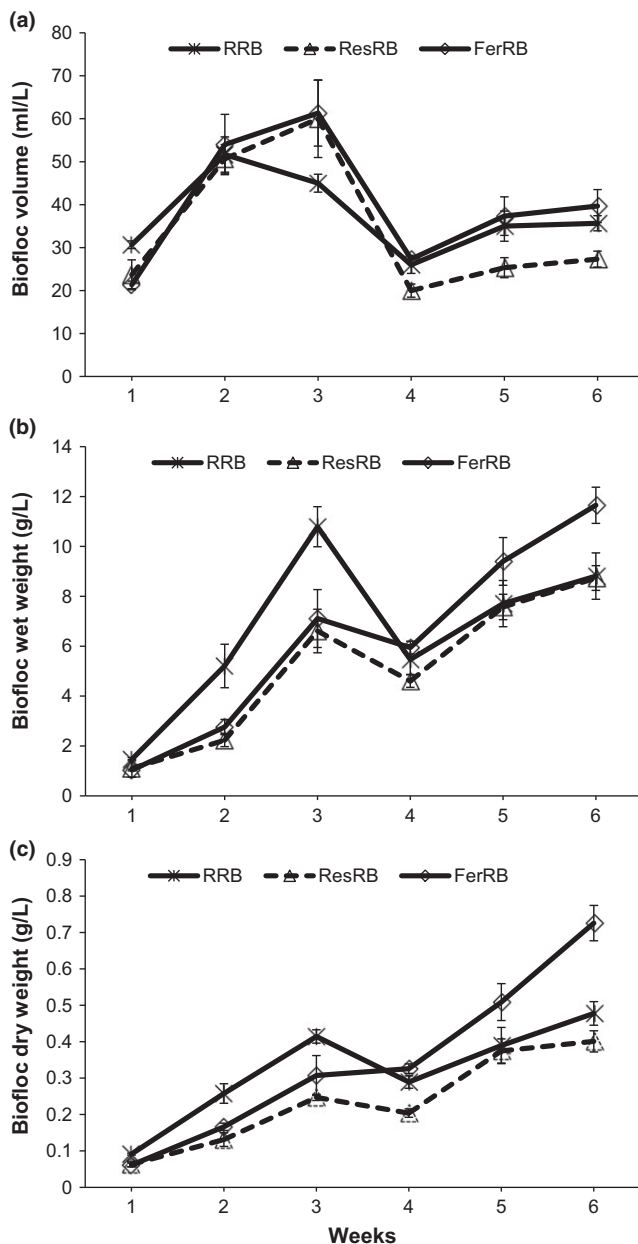 (a)
80
70
60
50
40
30
20
10
0
Biofloc volume (ml/L)
RRB ResRB FerRB
1 2 3 4 5 6
(b)
14
12
10
8
6
4
2
0
Biofloc wet weight (g/L)
RRB ResRB FerRB
1 2 3 4 5 6
(c)
0.9
0.8
0.7
0.6
0.5
0.4
0.3
0.2
0.1
0
Biofloc dry weight (g/L)
RRB ResRB FerRB
1 2 3 4 5 6
Weeks